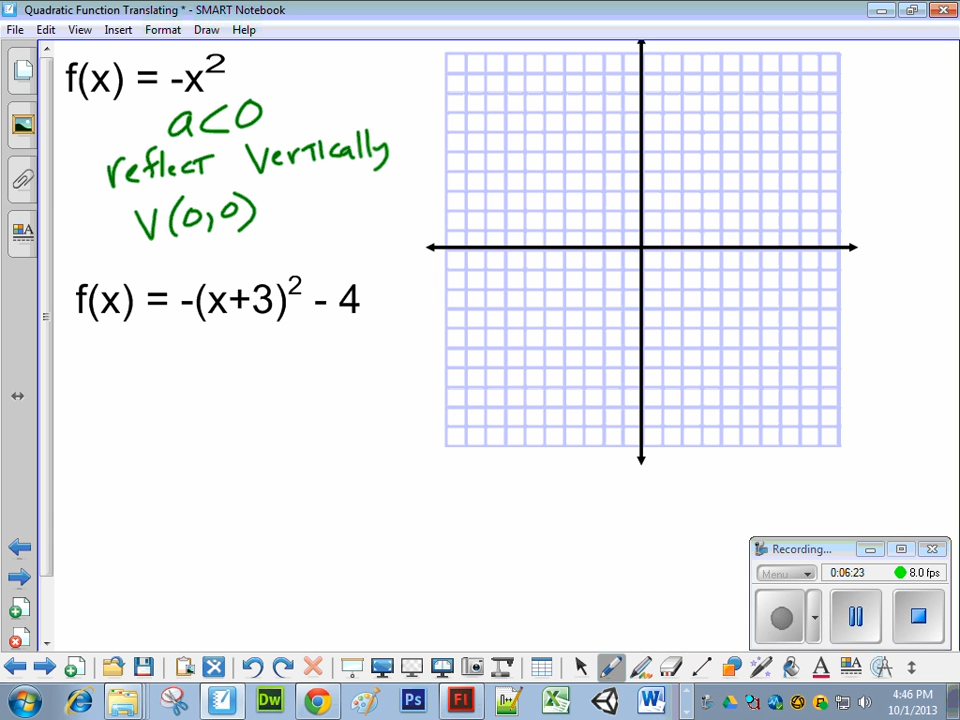 Quadratic Function Translating * - SMART Notebook
File Edit View Insert Format Draw Help
f(x) = -x²
a<0
reflect Vertically
V(0,0)
f(x) = -(x+3)² - 4
Recording...
Menu 0:06:23 8.0 fps
4:46 PM
10/1/2013